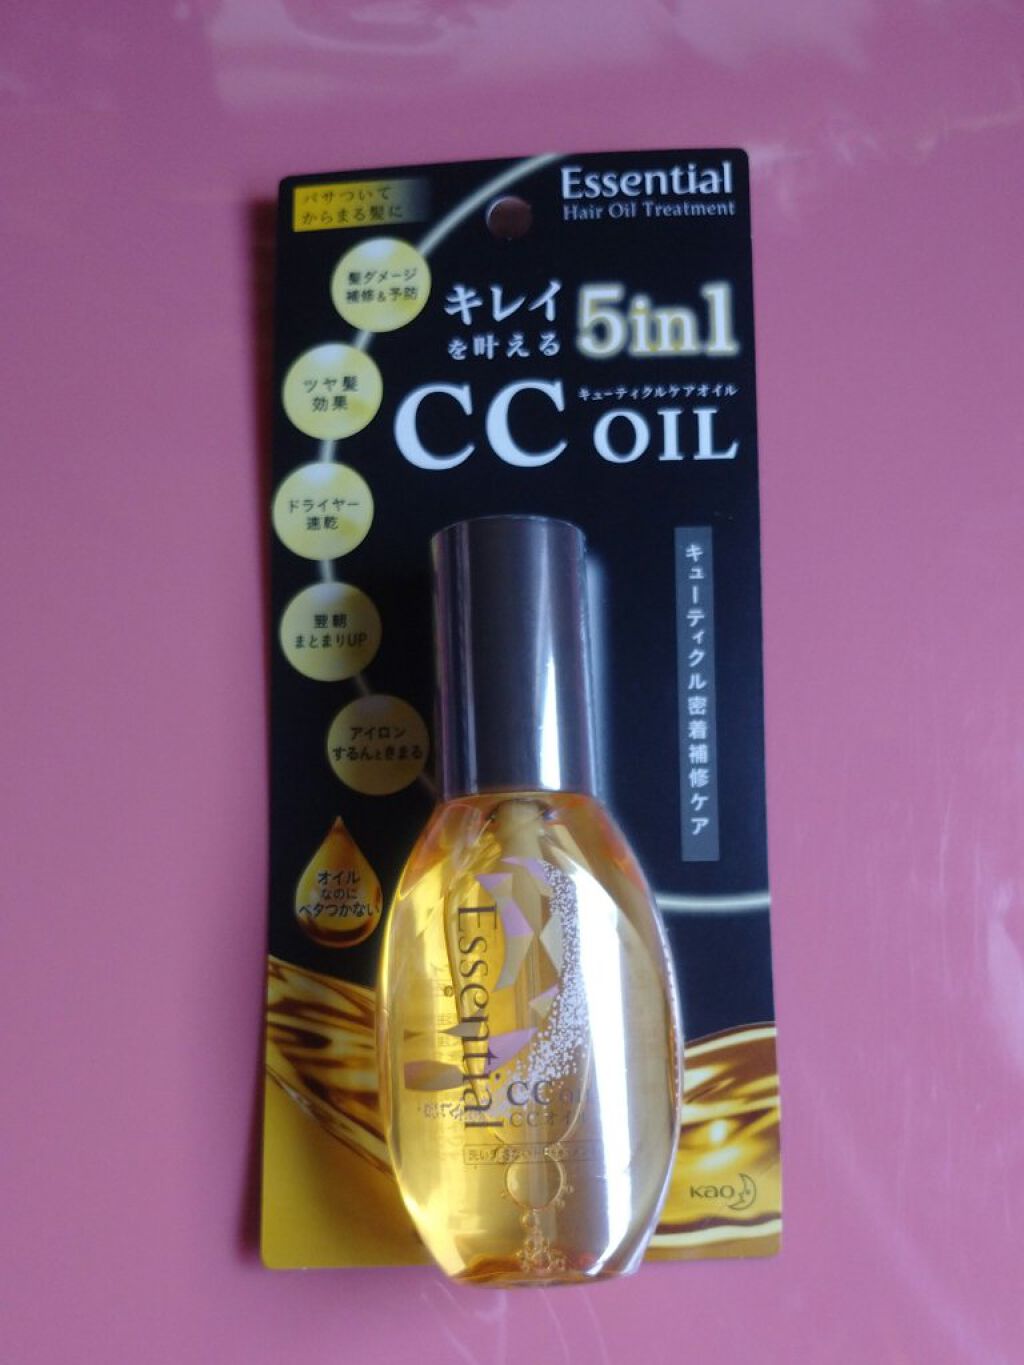 パサついて
からまる髪に
Essential
Hair Oil Treatment
髪ダメージ
補修&予防
キレイ
を叶える
5in1
ツヤ髪
効果
キューティクルケアオイル
CC OIL
ドライヤー
速乾
翌朝
まとまりUP
アイロン
するんときまる
キューティクル密着補修ケア
オイル
なのに
ベタつかない
Essential
CC
CCオイ
洗い
Kao